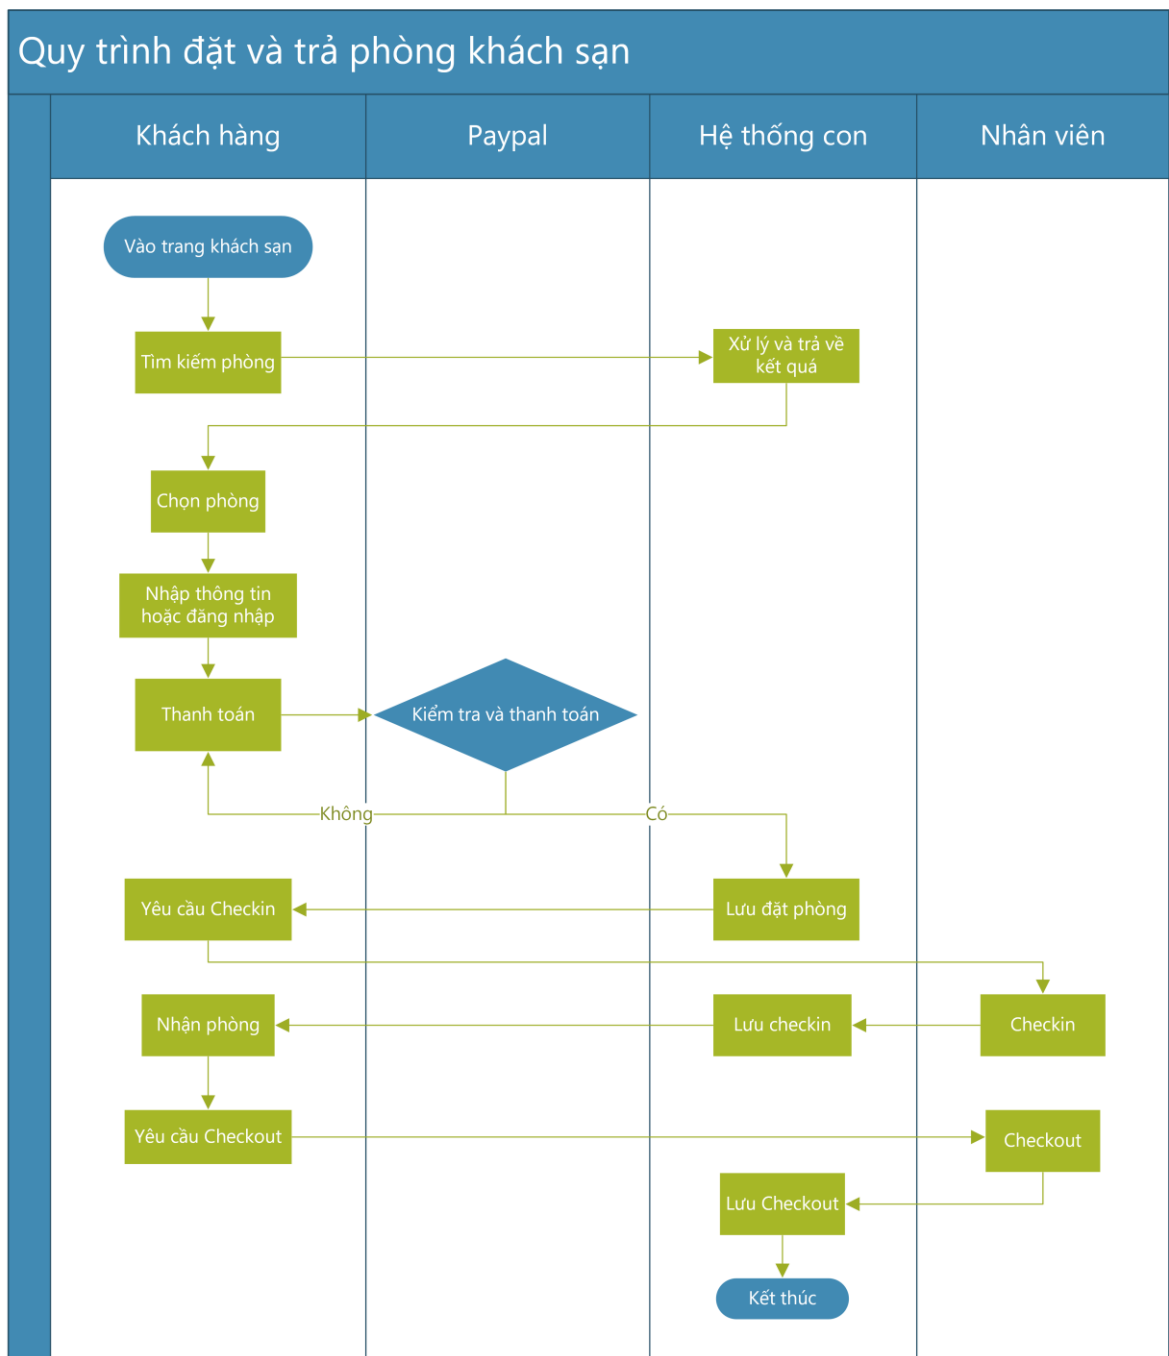 Quy trình đặt và trả phòng khách sạn
Khách hàng
Paypal
Hệ thống con
Nhân viên
Vào trang khách sạn
Tìm kiếm phòng
Xử lý và trả về
kết quá
Chọn phòng
Nhập thông tin
hoặc đăng nhập
Thanh toán
Kiểm tra và thanh toán
Không
Có
Yêu cầu Checkin
Lưu đặt phòng
Nhận phòng
Lưu checkin
Checkin
Yêu cầu Checkout
Checkout
Lưu Checkout
Kết thúc